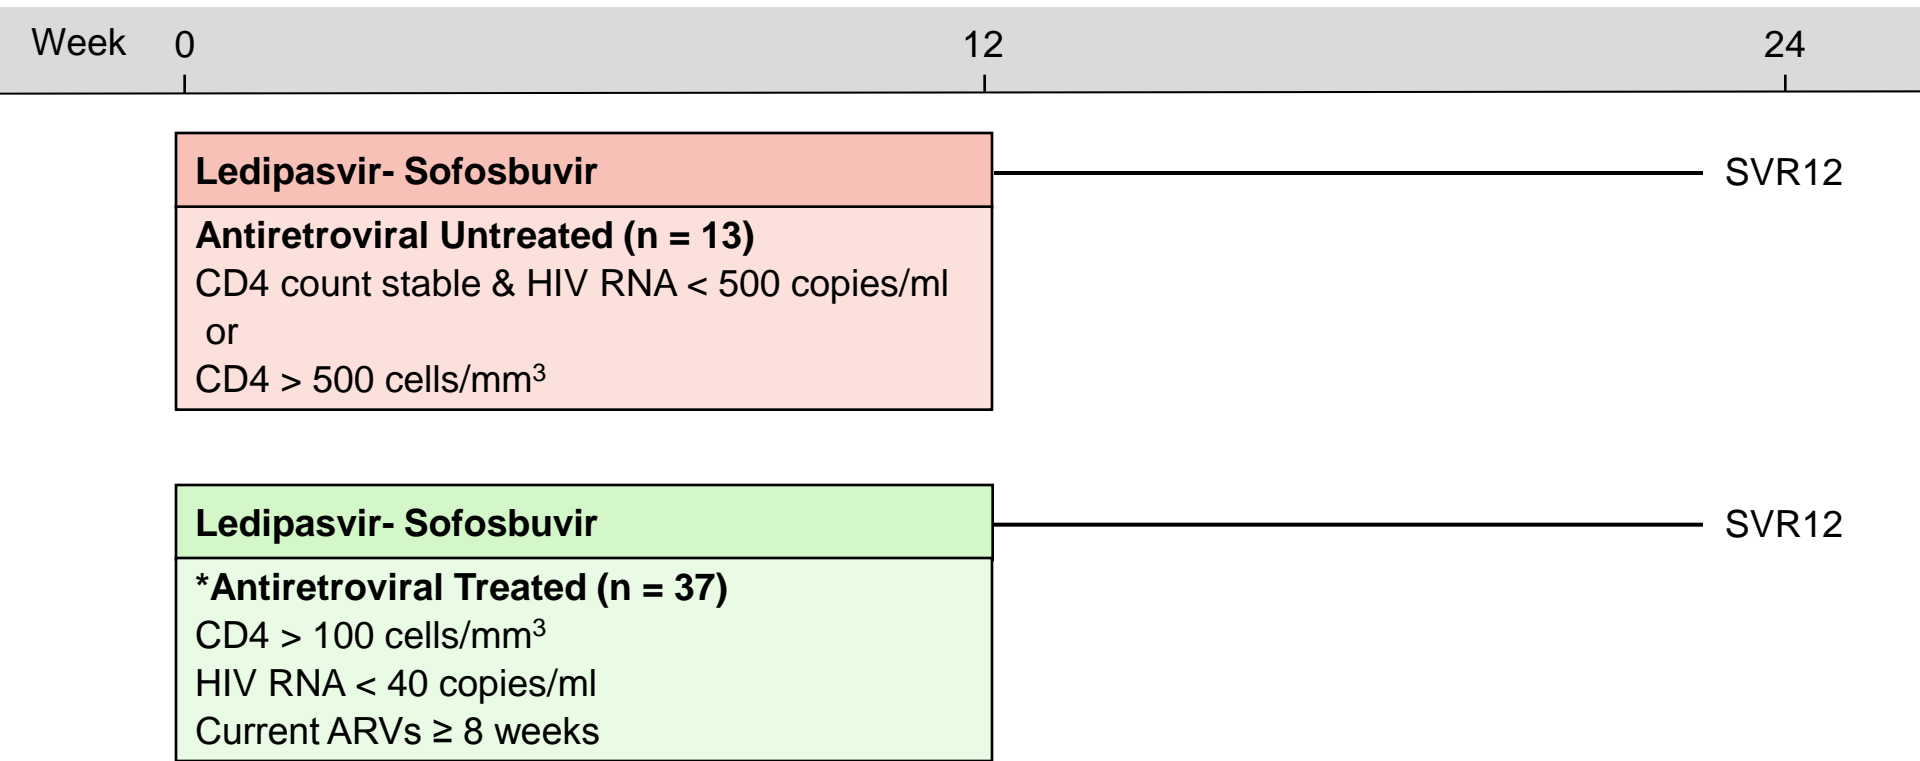 Week 0 12 24
Ledipasvir- Sofosbuvir SVR12
Antiretroviral Untreated (n = 13)
CD4 count stable & HIV RNA < 500 copies/ml
or
CD4 > 500 cells/mm³
Ledipasvir- Sofosbuvir SVR12
*Antiretroviral Treated (n = 37)
CD4 > 100 cells/mm³
HIV RNA < 40 copies/ml
Current ARVs ≥ 8 weeks